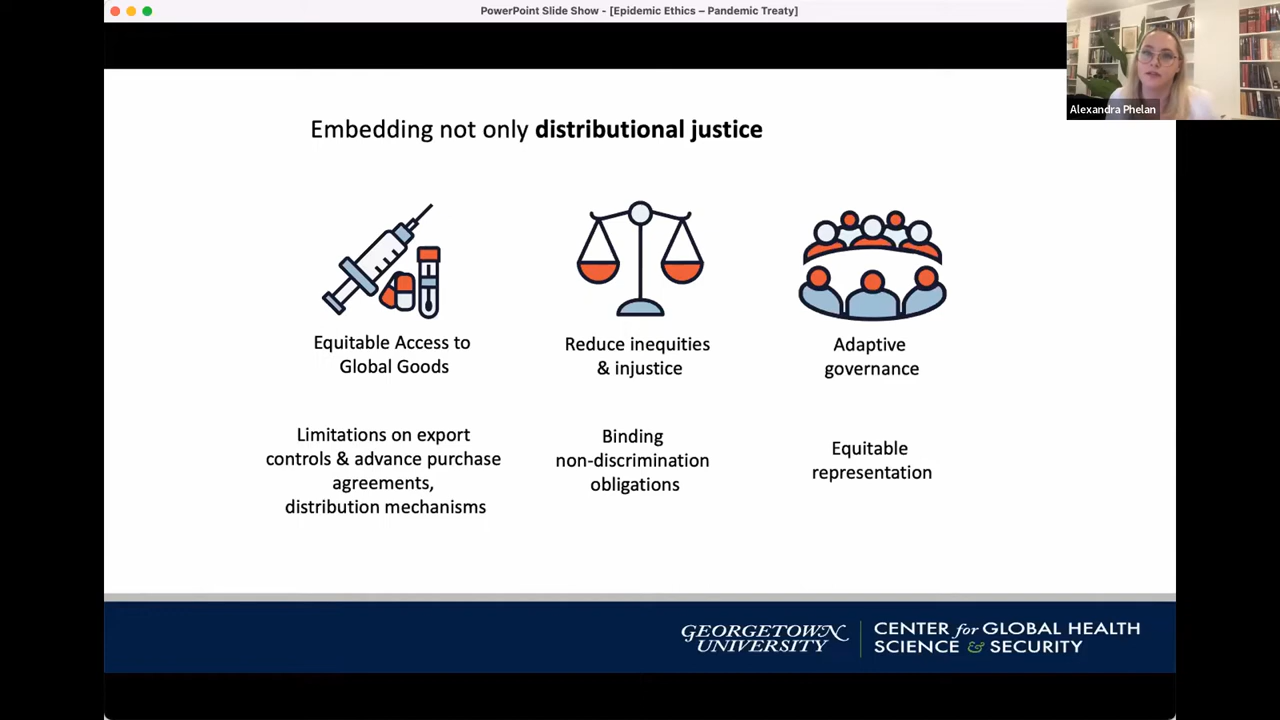 PowerPoint Slide Show - [Epidemic Ethics – Pandemic Treaty]
Alexandra Phelan
Embedding not only distributional justice
Equitable Access to
Global Goods
Reduce inequities
& injustice
Adaptive
governance
Limitations on export
controls & advance purchase
agreements,
distribution mechanisms
Binding
non-discrimination
obligations
Equitable
representation
GEORGETOWN
UNIVERSITY
CENTER for GLOBAL HEALTH
SCIENCE & SECURITY